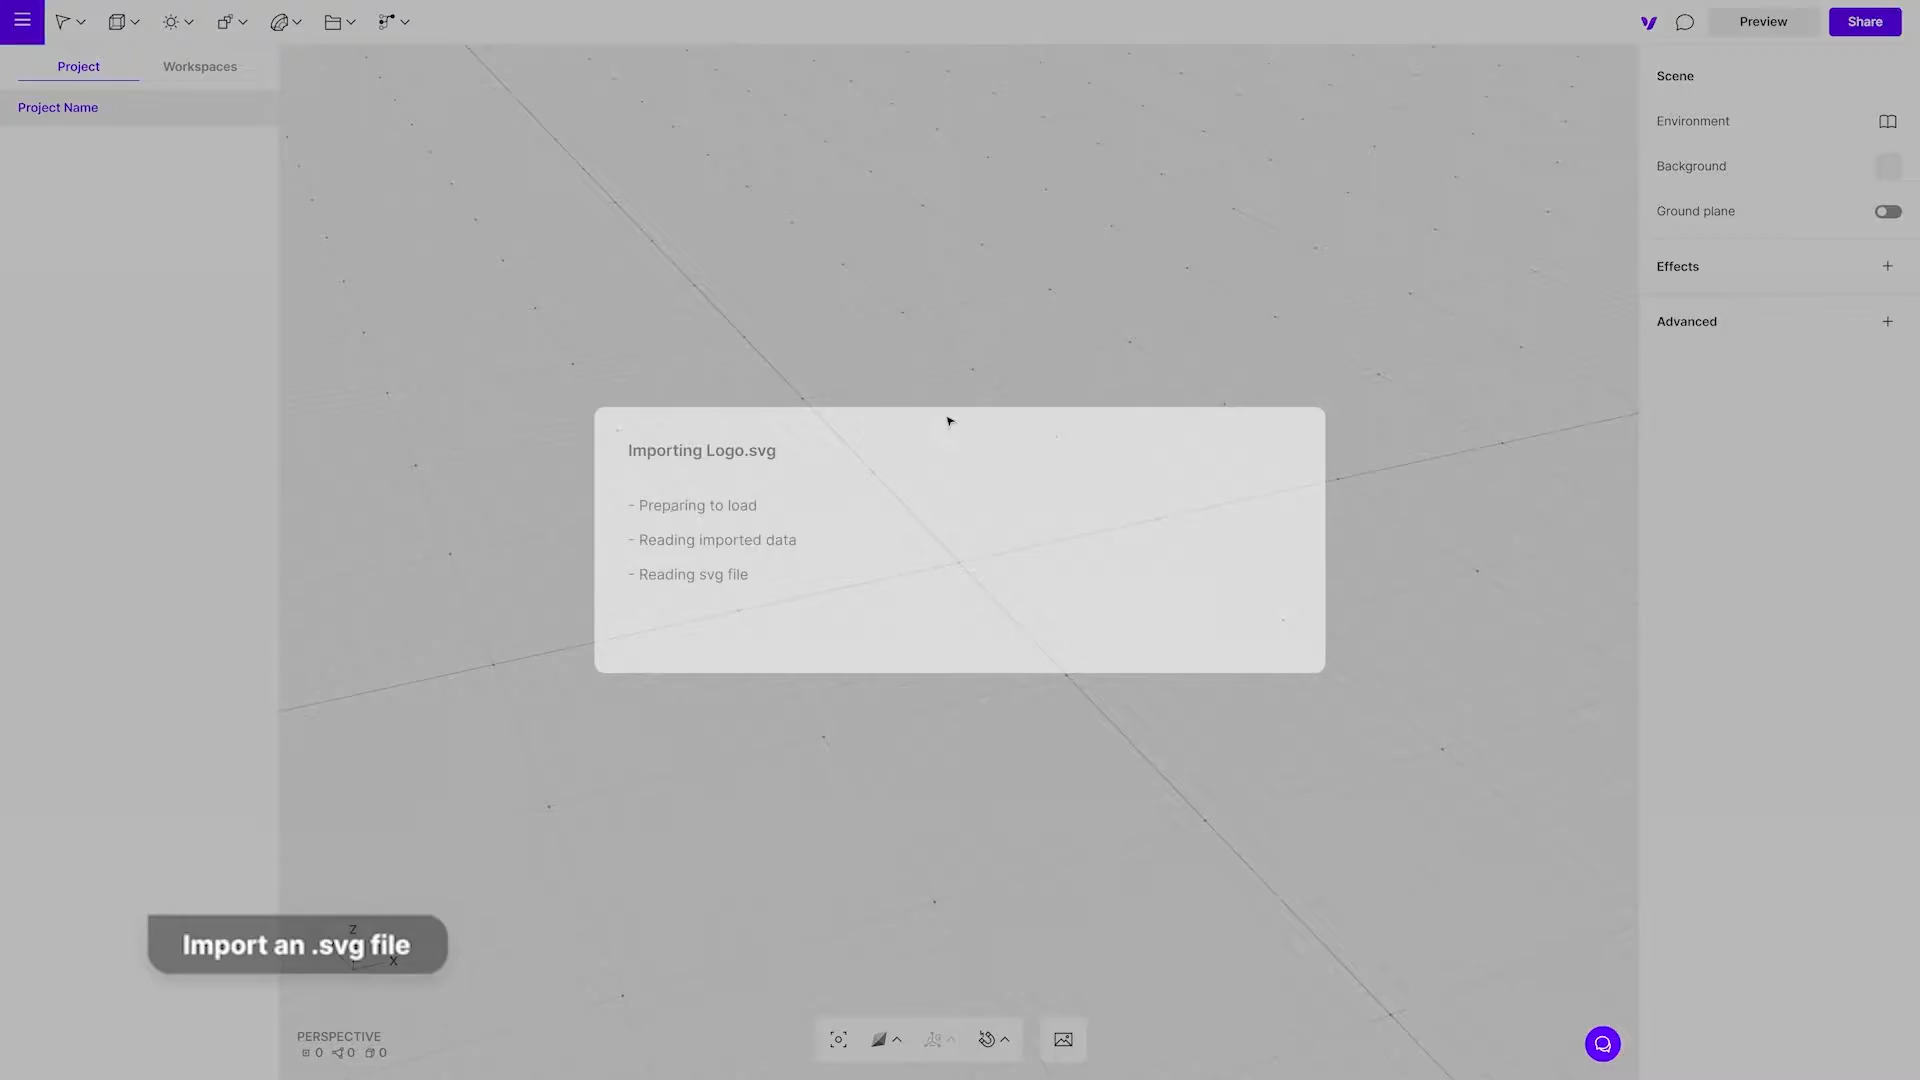 Preview
Share
Project
Workspaces
Project Name
Scene
Environment
Background
Ground plane
Effects
Advanced
Importing Logo.svg
- Preparing to load
- Reading imported data
- Reading svg file
Import an .svg file
Z
X
PERSPECTIVE
0 0 0